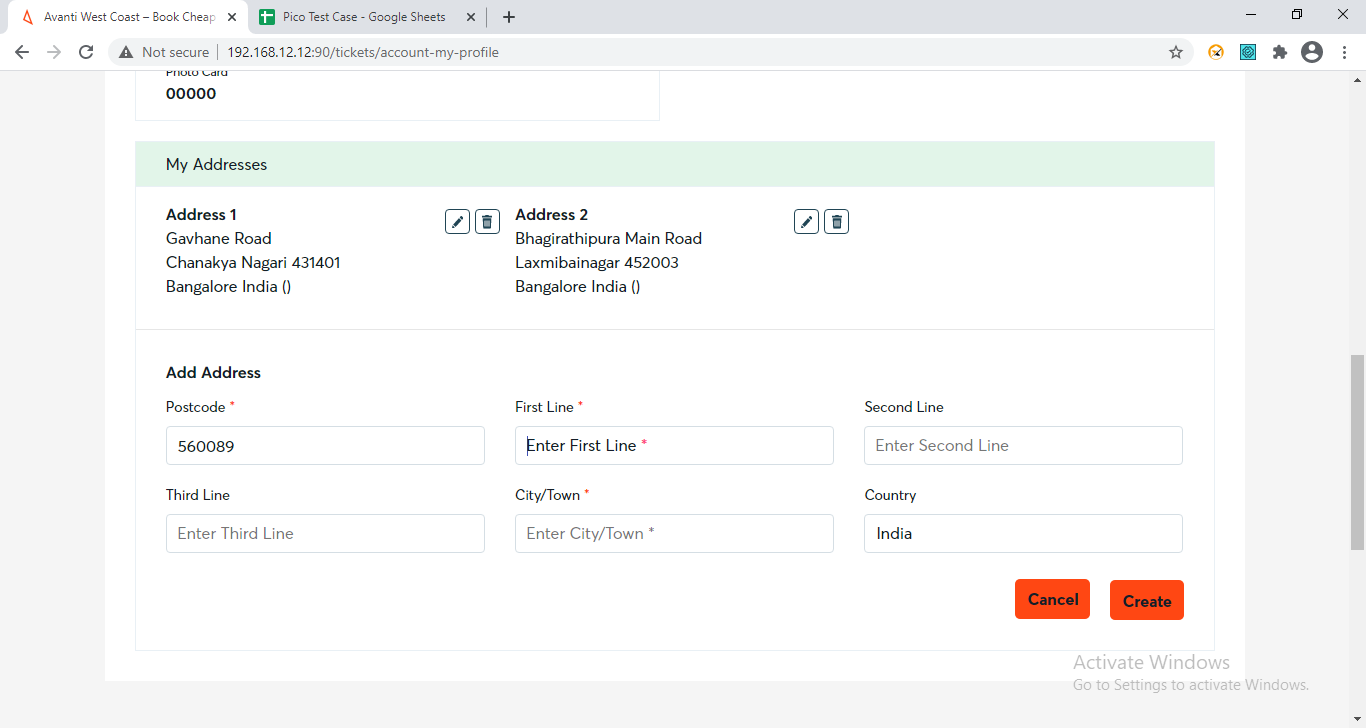 Avanti West Coast – Book Cheap
Pico Test Case - Google Sheets
Not secure
192.168.12.12:90/tickets/account-my-profile
Photo Card
00000
My Addresses
Address 1
Gavhane Road
Chanakya Nagari 431401
Bangalore India ()
Address 2
Bhagirathipura Main Road
Laxmibainagar 452003
Bangalore India ()
Add Address
Postcode *
First Line *
Second Line
560089
Enter First Line *
Enter Second Line
Third Line
City/Town *
Country
Enter Third Line
Enter City/Town *
India
Cancel
Create
Activate Windows
Go to Settings to activate Windows.